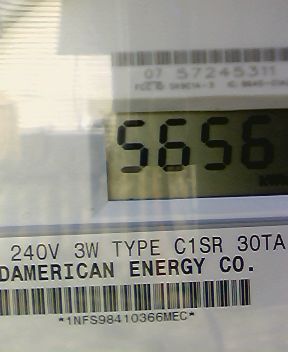 07 57245311
5656
240V 3W TYPE C1SR 30TA
DAMERICAN ENERGY CO.
*1NFS98410366MEC*